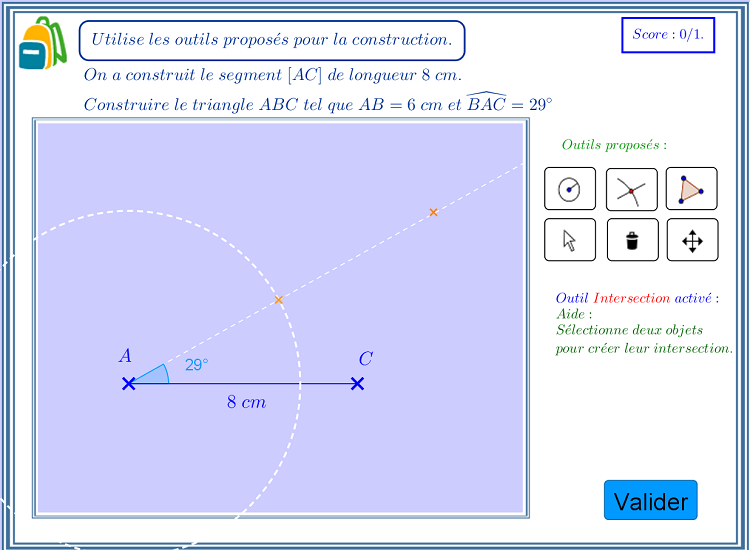 Utilise les outils proposés pour la construction.
Score : 0/1.
On a construit le segment [AC] de longueur 8 cm.
Construire le triangle ABC tel que AB = 6 cm et \widehat{BAC} = 29°
Outils proposés :
A
29°
C
8 cm
Outil Intersection activé :
Aide :
Sélectionne deux objets
pour créer leur intersection.
Valider